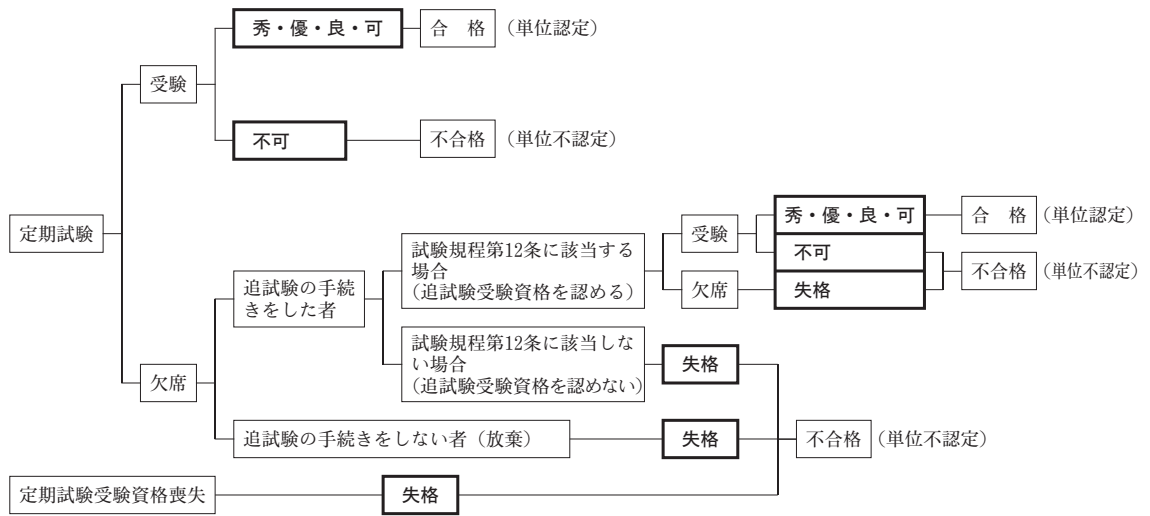 秀・優・良・可
合　格
（単位認定）
受験
不可
不合格
（単位不認定）
定期試験
秀・優・良・可
合　格
（単位認定）
受験
試験規程第12条に該当する
場合
（追試験受験資格を認める）
不可
不合格
（単位不認定）
追試験の手続
きをした者
欠席
失格
試験規程第12条に該当しな
い場合
（追試験受験資格を認めない）
失格
欠席
追試験の手続きをしない者（放棄）
失格
不合格
（単位不認定）
定期試験受験資格喪失
失格